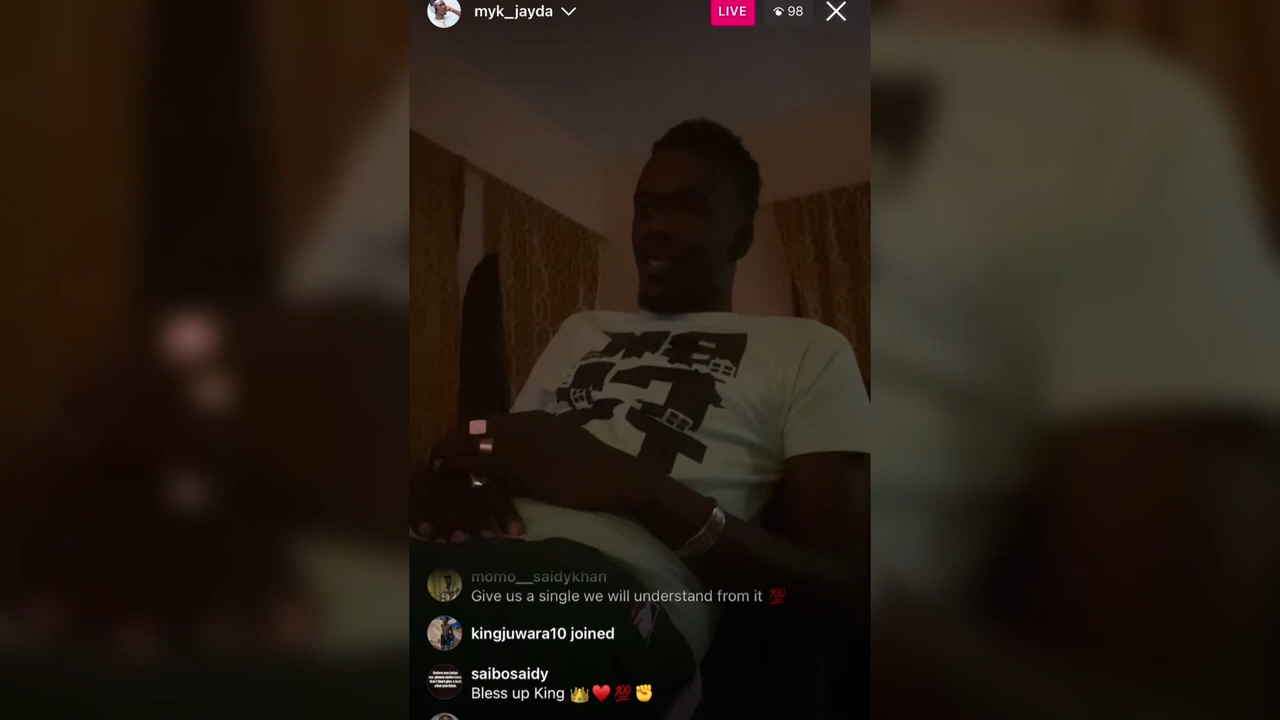 myk_jayda
LIVE
98
momo__saidykhan
Give us a single we will understand from it 💯
kingjuwara10 joined
saibosaidy
Bless up King 👑❤️💯✊